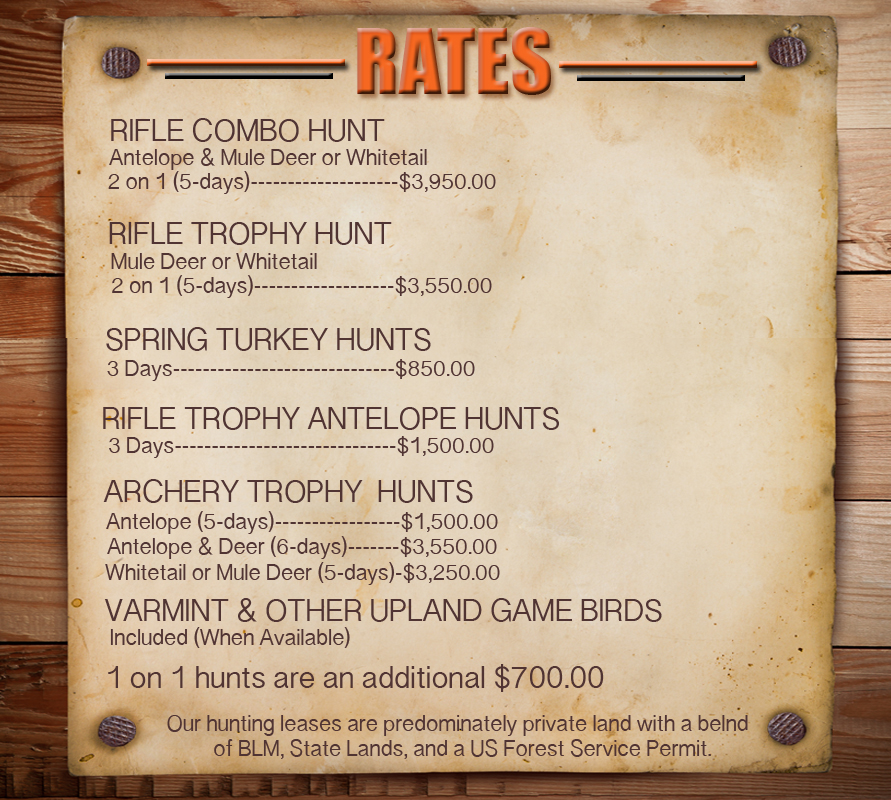 RATES
RIFLE COMBO HUNT
Antelope & Mule Deer or Whitetail
2 on 1 (5-days)--------------------$3,950.00
RIFLE TROPHY HUNT
Mule Deer or Whitetail
2 on 1 (5-days)-------------------$3,550.00
SPRING TURKEY HUNTS
3 Days------------------------------$850.00
RIFLE TROPHY ANTELOPE HUNTS
3 Days------------------------------$1,500.00
ARCHERY TROPHY  HUNTS
Antelope (5-days)-----------------$1,500.00
Antelope & Deer (6-days)-------$3,550.00
Whitetail or Mule Deer (5-days)-$3,250.00
VARMINT & OTHER UPLAND GAME BIRDS
Included (When Available)
1 on 1 hunts are an additional $700.00
Our hunting leases are predominately private land with a belnd
of BLM, State Lands, and a US Forest Service Permit.